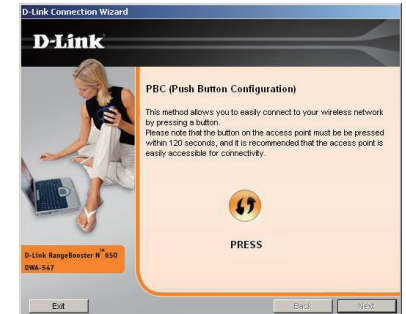 D-Link Connection Wizard
D-Link
PBC (Push Button Configuration)
This method allows you to easily connect to your wireless network
by pressing a button.
Please note that the button on the access point must be be pressed
within 120 seconds, and it is recommended that the access point is
easily accessible for connectivity.
PRESS
D-Link RangeBooster N™ 650
DWA-547
Exit
Back
Next